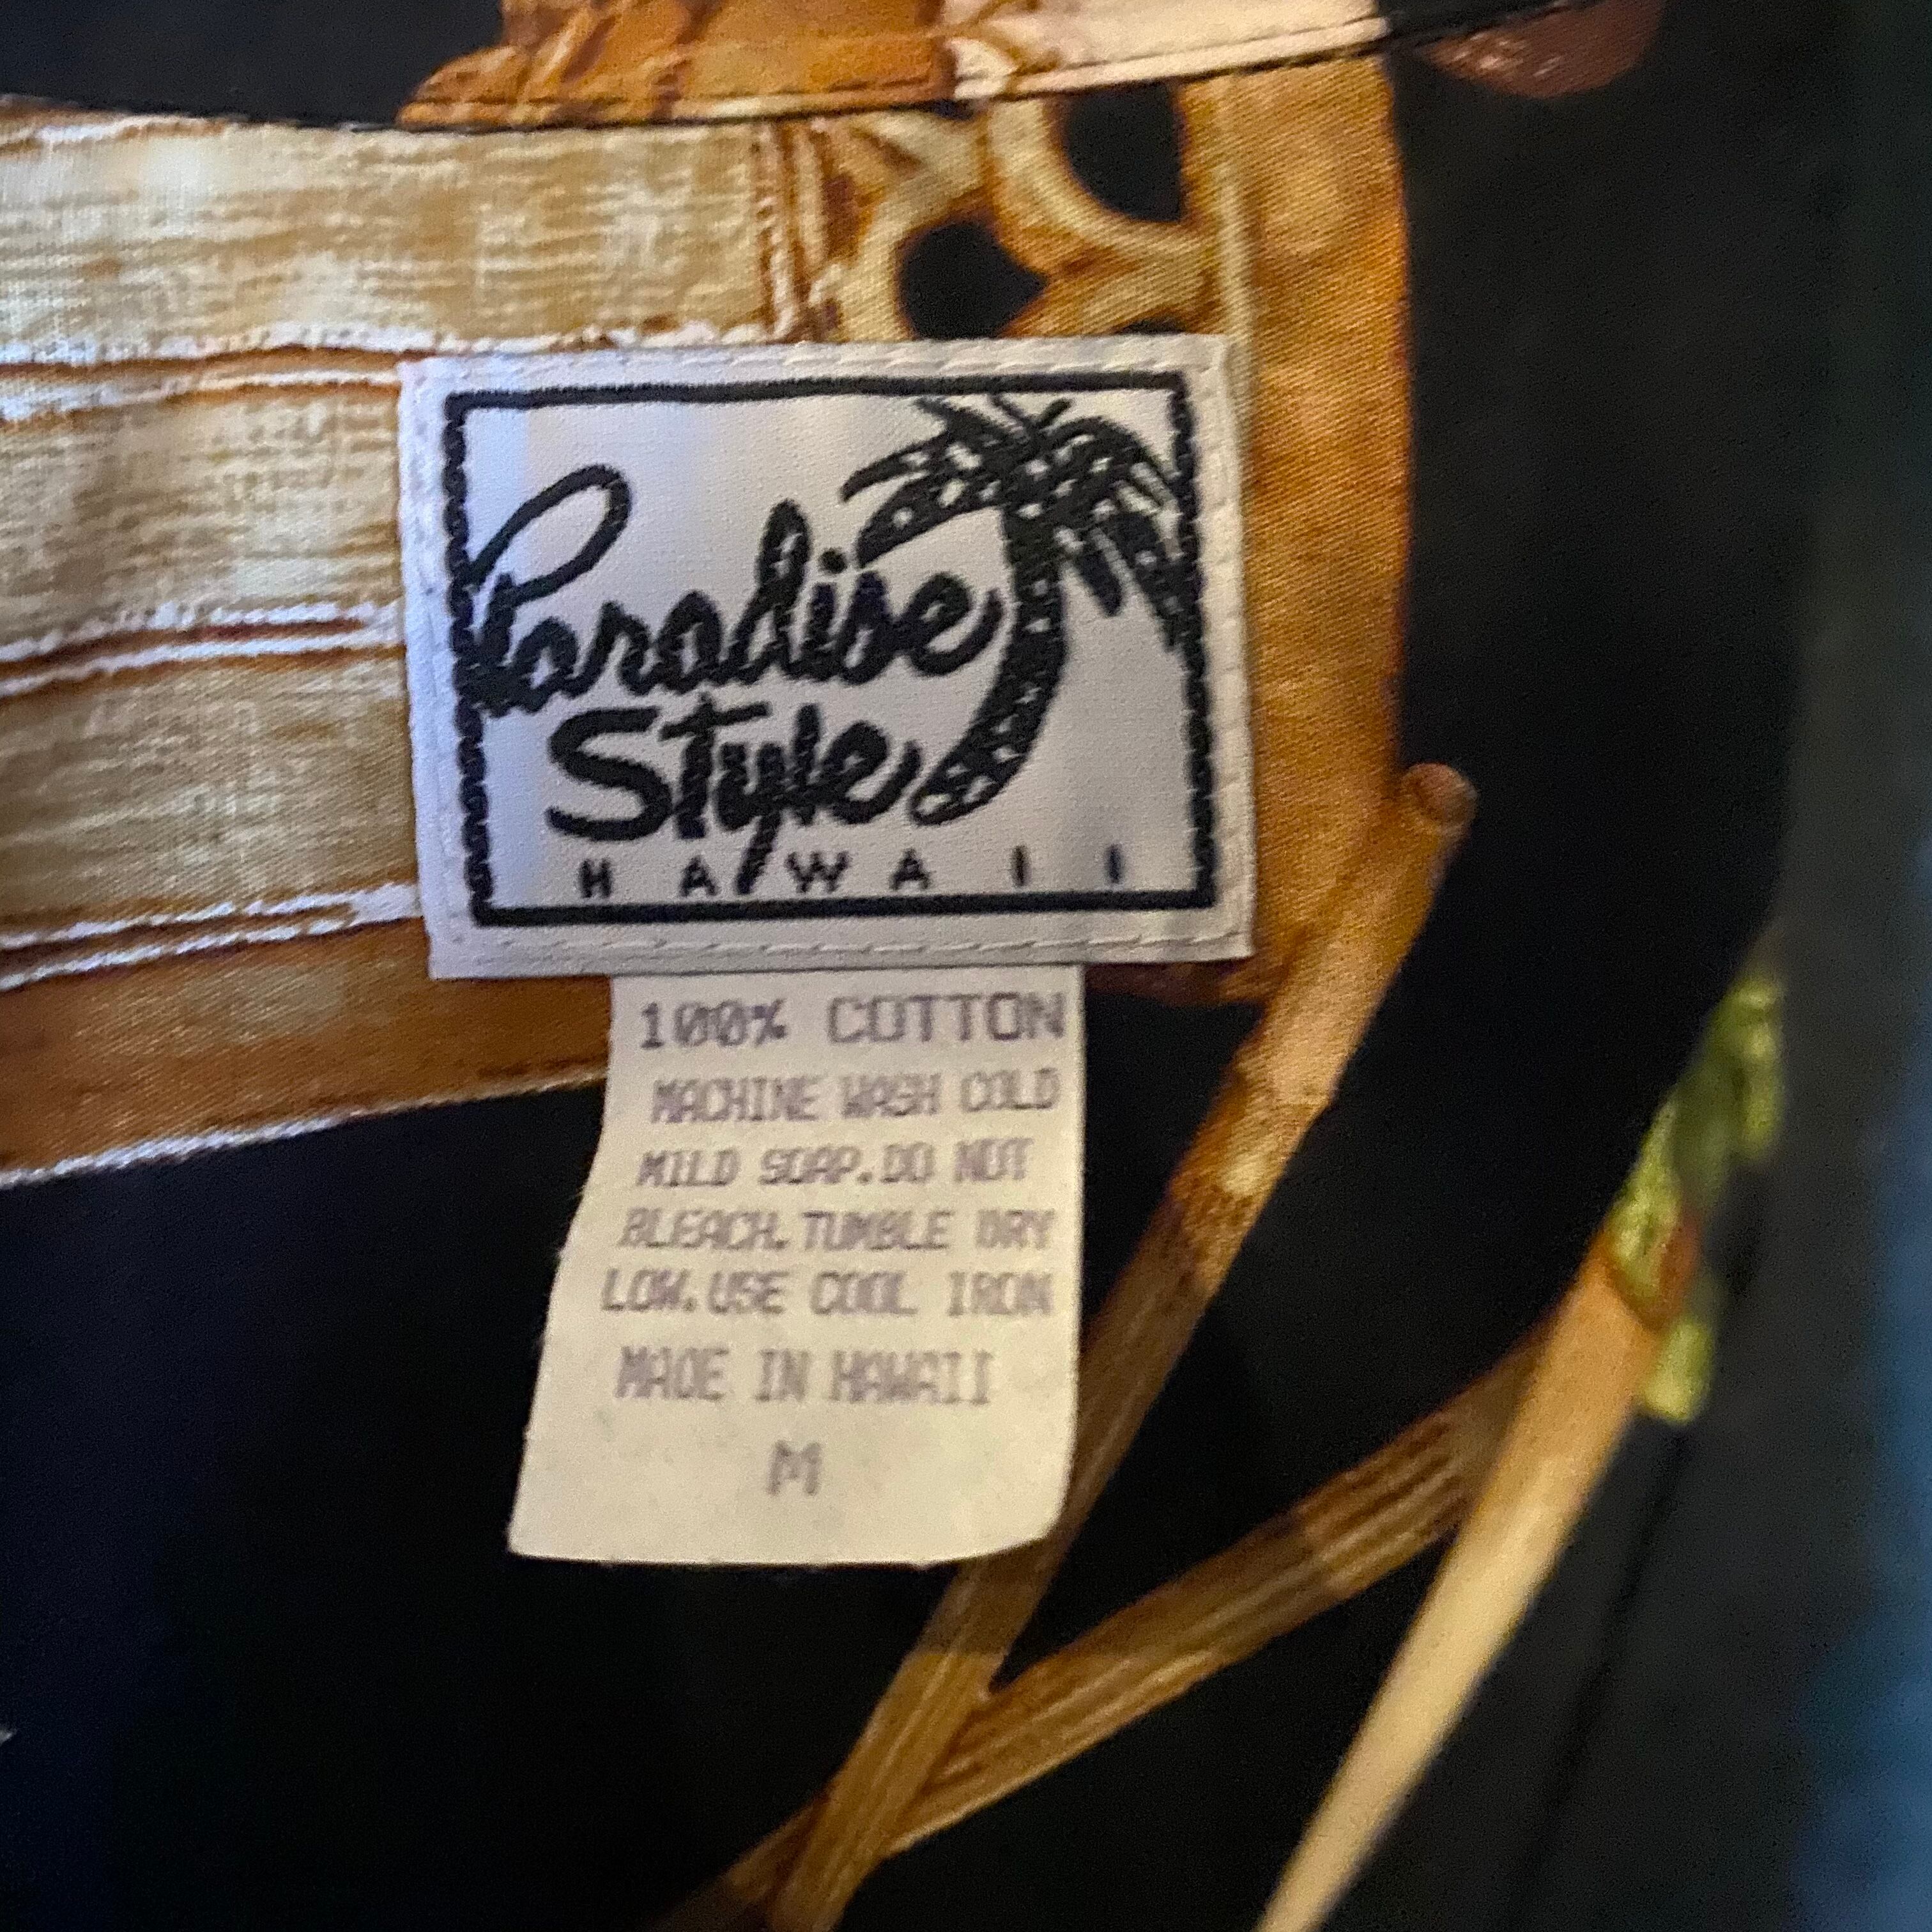 Paradise
Style
HAWAII
100% COTTON
MACHINE WASH COLD
MILD SOAP.DO NOT
BLEACH.TUMBLE DRY
LOW.USE COOL IRON
MADE IN HAWAII
M